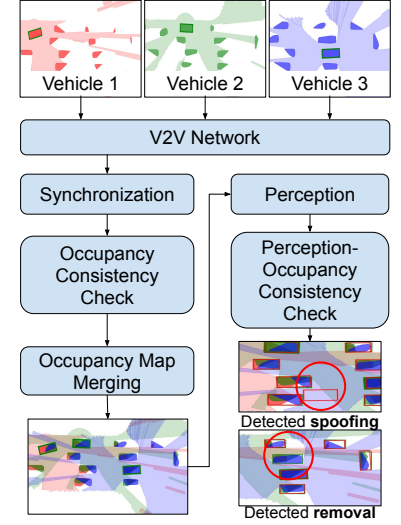 Vehicle 1
Vehicle 2
Vehicle 3
V2V Network
Synchronization
Occupancy
Consistency
Check
Occupancy Map
Merging
Perception
Perception-
Occupancy
Consistency
Check
Detected spoofing
Detected removal